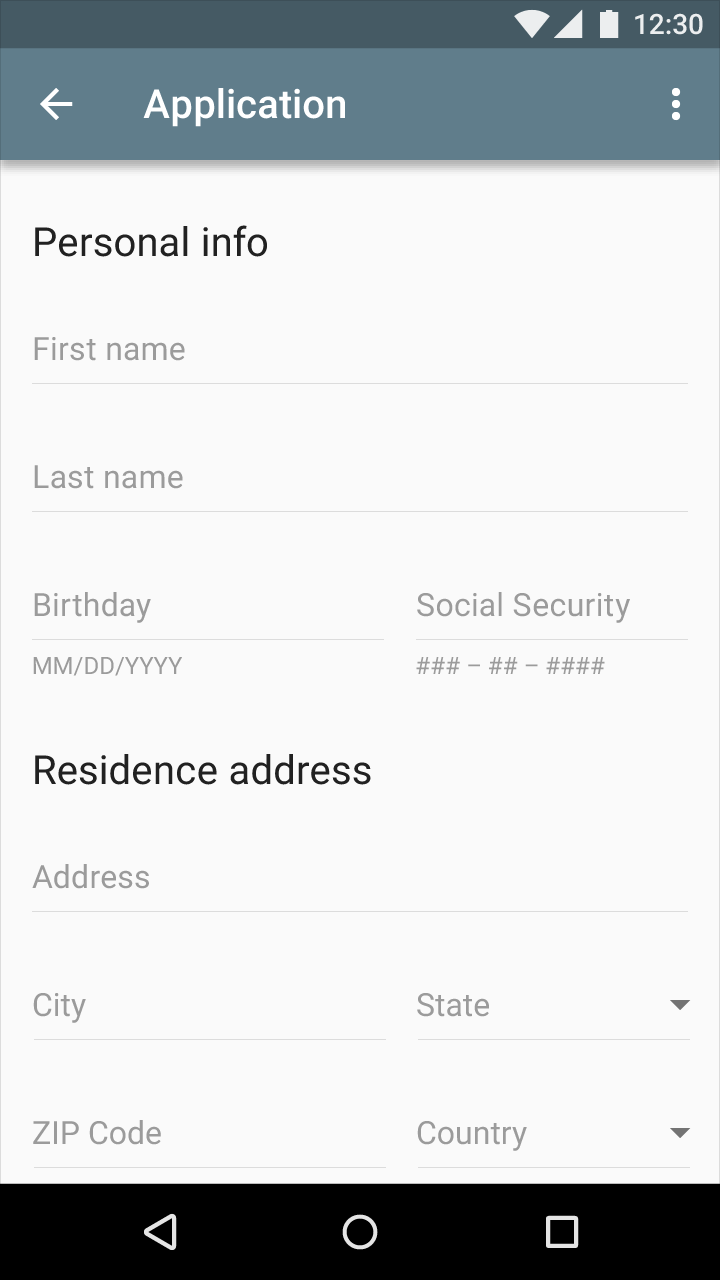 12:30
Application
Personal info
First name
Last name
Birthday Social Security
MM/DD/YYYY ### – ## – ####
Residence address
Address
City State
ZIP Code Country